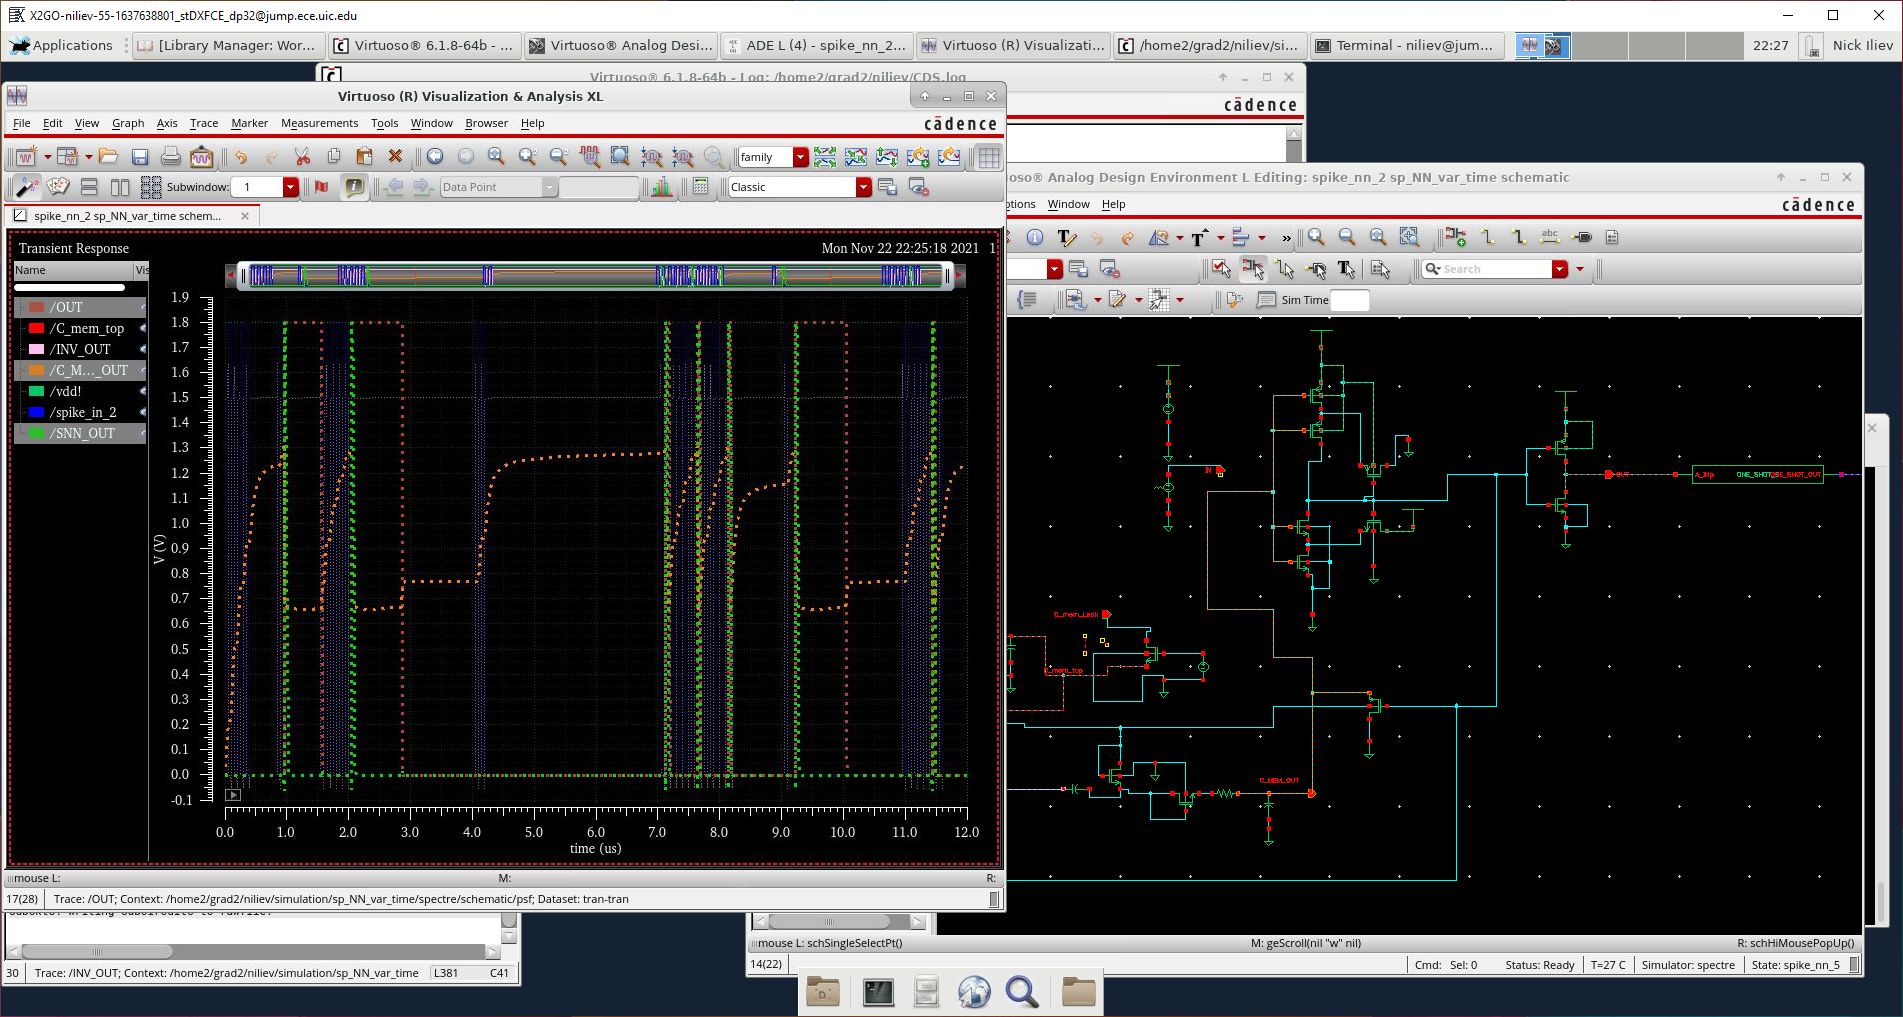 X2GO-niliev-55-1637638801_stDXFCE_dp32@jump.ece.uic.edu
Applications
[Library Manager: Wor...
Virtuoso® 6.1.8-64b - ...
Virtuoso® Analog Desi...
ADE L (4) - spike_nn_2...
Virtuoso (R) Visualizati...
/home2/grad2/niliev/si...
Terminal - niliev@jum...
22:27
Nick Iliev
Virtuoso® 6.1.8-64b - Log: /home2/grad2/niliev/CDS.log
cādence
Virtuoso (R) Visualization & Analysis XL
File Edit View Graph Axis Trace Marker Measurements Tools Window Browser Help
cādence
family
Subwindow: 1
Data Point
Classic
spike_nn_2 sp_NN_var_time schem...
Transient Response
Mon Nov 22 22:25:18 2021 1
Name Vis
/OUT
/C_mem_top
/INV_OUT
/C_M..._OUT
/vdd!
/spike_in_2
/SNN_OUT
1.9
1.8
1.7
1.6
1.5
1.4
1.3
1.2
1.1
1.0
0.9
0.8
0.7
0.6
0.5
0.4
0.3
0.2
0.1
0.0
-0.1
V (V)
0.0 1.0 2.0 3.0 4.0 5.0 6.0 7.0 8.0 9.0 10.0 11.0 12.0
time (us)
mouse L: M: R:
17(28) Trace: /OUT; Context: /home2/grad2/niliev/simulation/sp_NN_var_time/spectre/schematic/psf; Dataset: tran-tran
30 Trace: /INV_OUT; Context: /home2/grad2/niliev/simulation/sp_NN_var_time L381 C41
uoso® Analog Design Environment L Editing: spike_nn_2 sp_NN_var_time schematic
tions Window Help
cādence
abc
Search
Sim Time
IN
OUT
A_INp
C_mem_Leak
C_mem_top
C_MEM_OUT
mouse L: schSingleSelectPt() M: geScroll(nil "w" nil) R: schHiMousePopUp()
14(22) Cmd: Sel: 0 Status: Ready T=27 C Simulator: spectre State: spike_nn_5